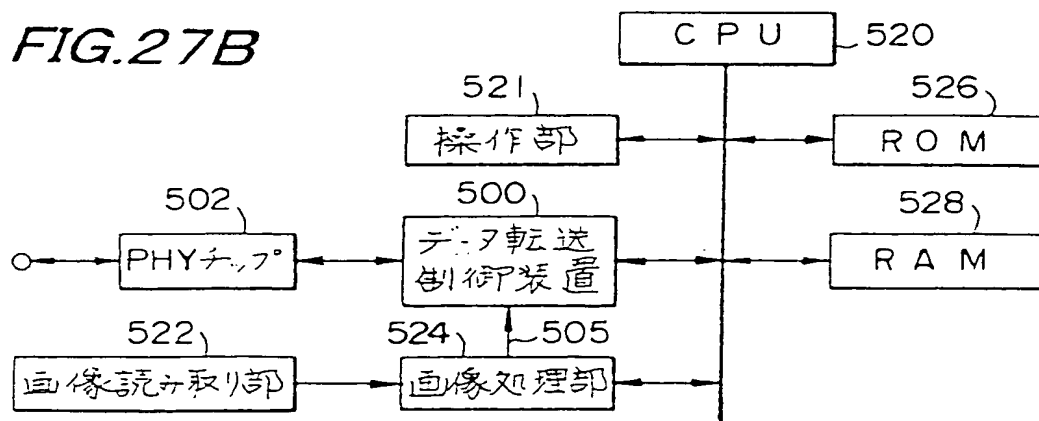 FIG.27B
CPU
520
521
操作部
526
ROM
502
PHYチップ
500
データ転送
制御装置
528
RAM
522
画像読み取り部
524
画像処理部
505